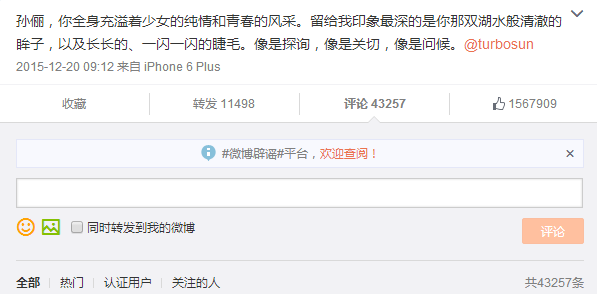 孙俪，你全身充溢着少女的纯情和青春的风采。留给我印象最深的是你那双湖水般清澈的
眸子，以及长长的、一闪一闪的睫毛。像是探询，像是关切，像是问候。@turbosun
2015-12-20 09:12 来自 iPhone 6 Plus
收藏 转发 11498 评论 43257 1567909
#微博辟谣#平台，欢迎查阅！ ×
同时转发到我的微博 评论
全部 热门 认证用户 关注的人 共43257条